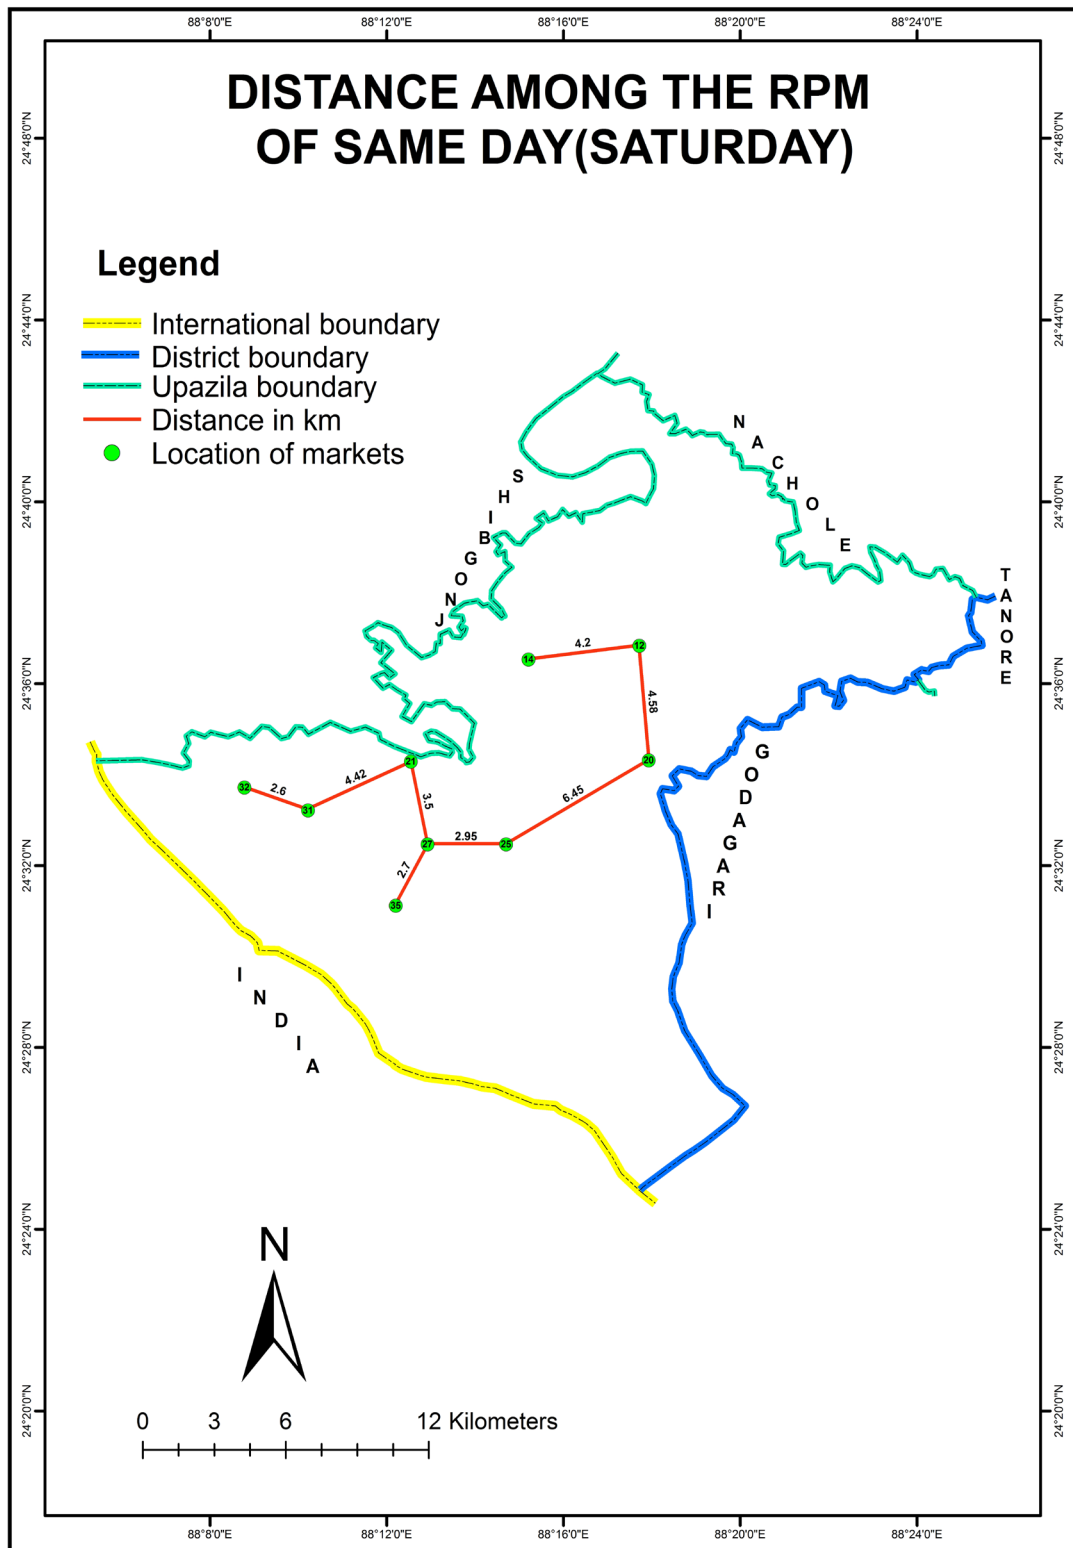 88°8'0"E 88°12'0"E 88°16'0"E 88°20'0"E 88°24'0"E
DISTANCE AMONG THE RPM
OF SAME DAY(SATURDAY)
24°48'0"N 24°48'0"N
Legend
International boundary
District boundary
Upazila boundary
Distance in km
Location of markets
24°44'0"N 24°44'0"N
NACHOLE
SHIBGONJ
24°40'0"N 24°40'0"N
TANORE
14 4.2 12
24°36'0"N 24°36'0"N
4.58
GODAGARI
21 20
32 2.6 31 4.42 3.5 6.45
27 2.95 25
24°32'0"N 24°32'0"N
2.7
35
INDIA
24°28'0"N 24°28'0"N
24°24'0"N 24°24'0"N
N
24°20'0"N 24°20'0"N
0 3 6 12 Kilometers
88°8'0"E 88°12'0"E 88°16'0"E 88°20'0"E 88°24'0"E